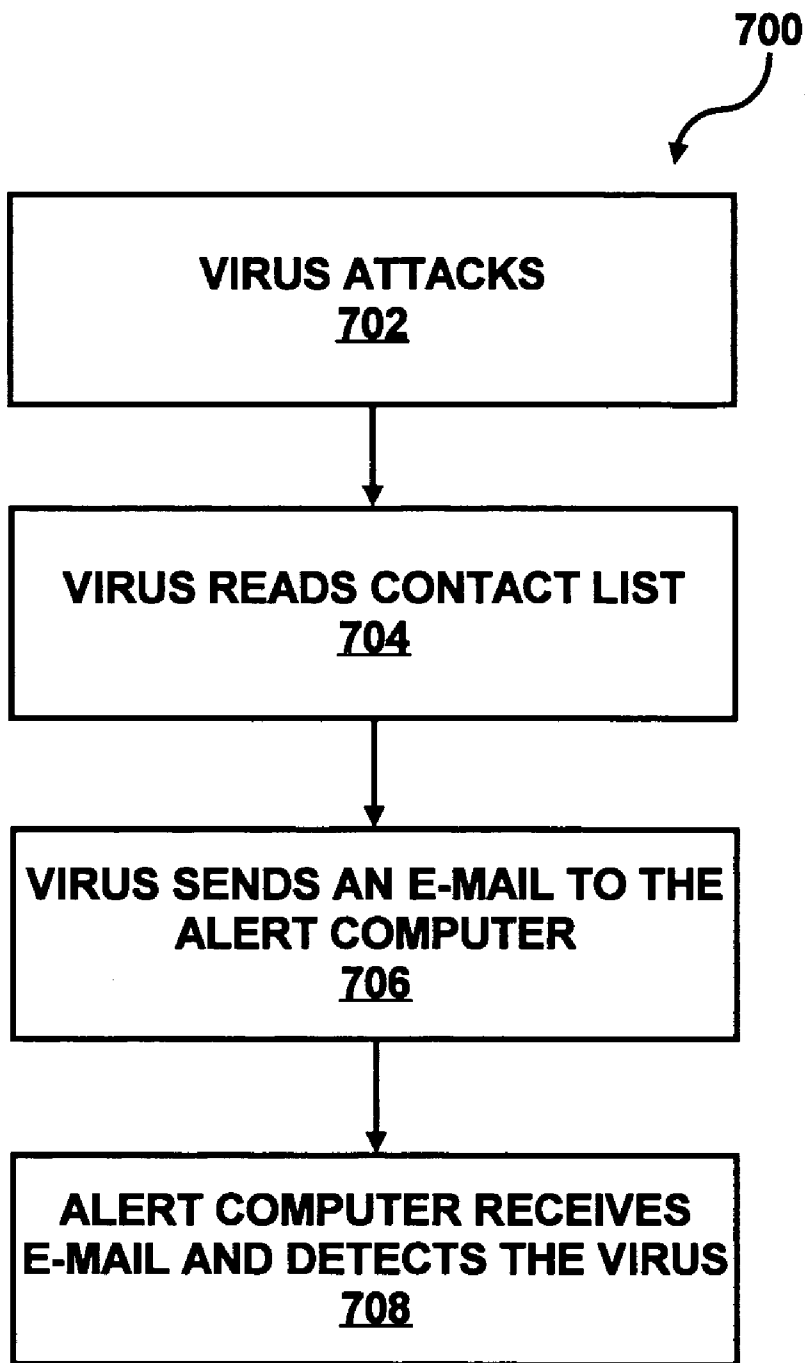 700
VIRUS ATTACKS
702
VIRUS READS CONTACT LIST
704
VIRUS SENDS AN E-MAIL TO THE
ALERT COMPUTER
706
ALERT COMPUTER RECEIVES
E-MAIL AND DETECTS THE VIRUS
708